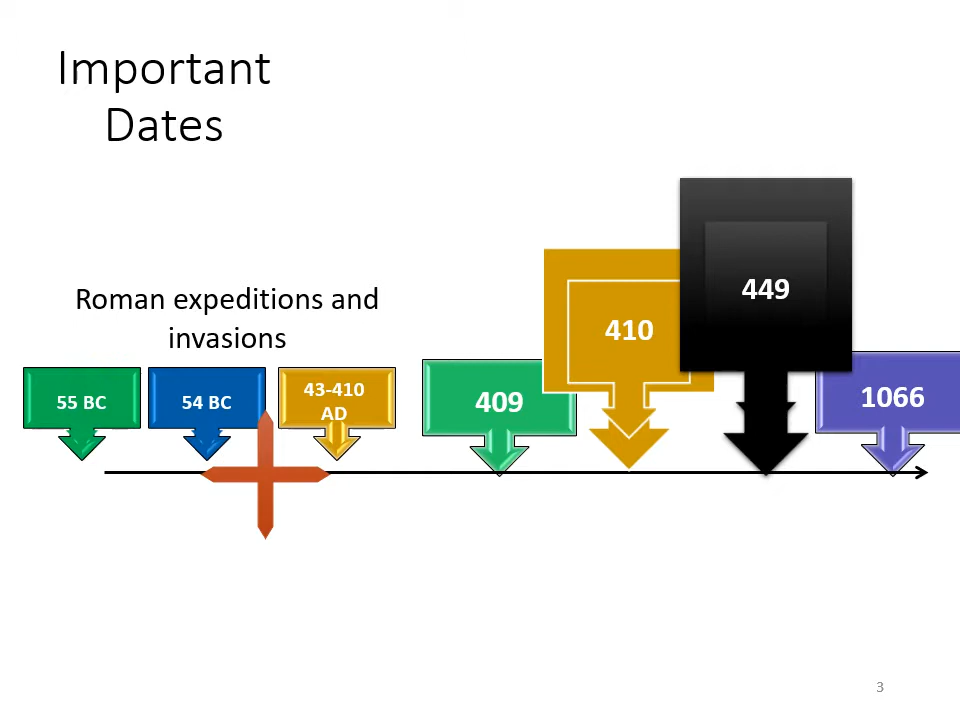 Important
Dates
Roman expeditions and
invasions
55 BC
54 BC
43-410
AD
409
410
449
1066
3